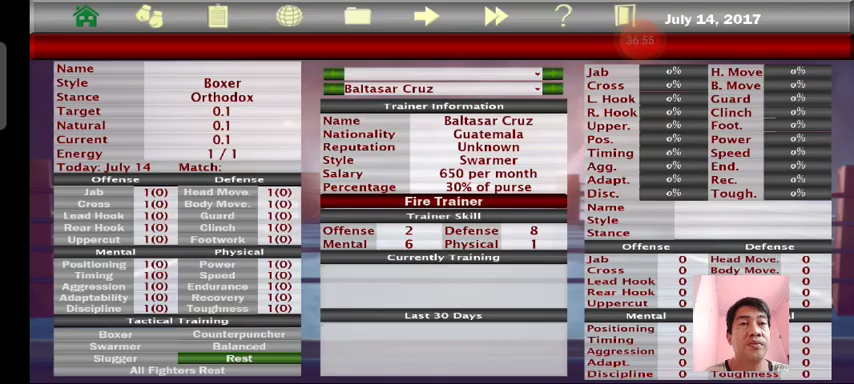 July 14, 2017
36:55
Name
Style Boxer
Stance Orthodox
Target 0.1
Natural 0.1
Current 0.1
Energy 1 / 1
Today: July 14 Match:
Offense Defense
Jab 1(0) Head Move. 1(0)
Cross 1(0) Body Move. 1(0)
Lead Hook 1(0) Guard 1(0)
Rear Hook 1(0) Clinch 1(0)
Uppercut 1(0) Footwork 1(0)
Mental Physical
Positioning 1(0) Power 1(0)
Timing 1(0) Speed 1(0)
Aggression 1(0) Endurance 1(0)
Adaptability 1(0) Recovery 1(0)
Discipline 1(0) Toughness 1(0)
Tactical Training
Boxer Counterpuncher
Swarmer Balanced
Slugger Rest
All Fighters Rest
Baltasar Cruz
Trainer Information
Name Baltasar Cruz
Nationality Guatemala
Reputation Unknown
Style Swarmer
Salary 650 per month
Percentage 30% of purse
Fire Trainer
Trainer Skill
Offense 2 Defense 8
Mental 6 Physical 1
Currently Training
Last 30 Days
Jab 0% H. Move 0%
Cross 0% B. Move 0%
L. Hook 0% Guard 0%
R. Hook 0% Clinch 0%
Upper. 0% Foot. 0%
Pos. 0% Power 0%
Timing 0% Speed 0%
Agg. 0% End. 0%
Adapt. 0% Rec. 0%
Disc. 0% Tough. 0%
Name
Style
Stance
Offense Defense
Jab 0 Head Move. 0
Cross 0 Body Move. 0
Lead Hook 0 0
Rear Hook 0 0
Uppercut 0 0
Mental
Positioning 0 0
Timing 0 0
Aggression 0 0
Adapt. 0 0
Discipline 0 Toughness 0